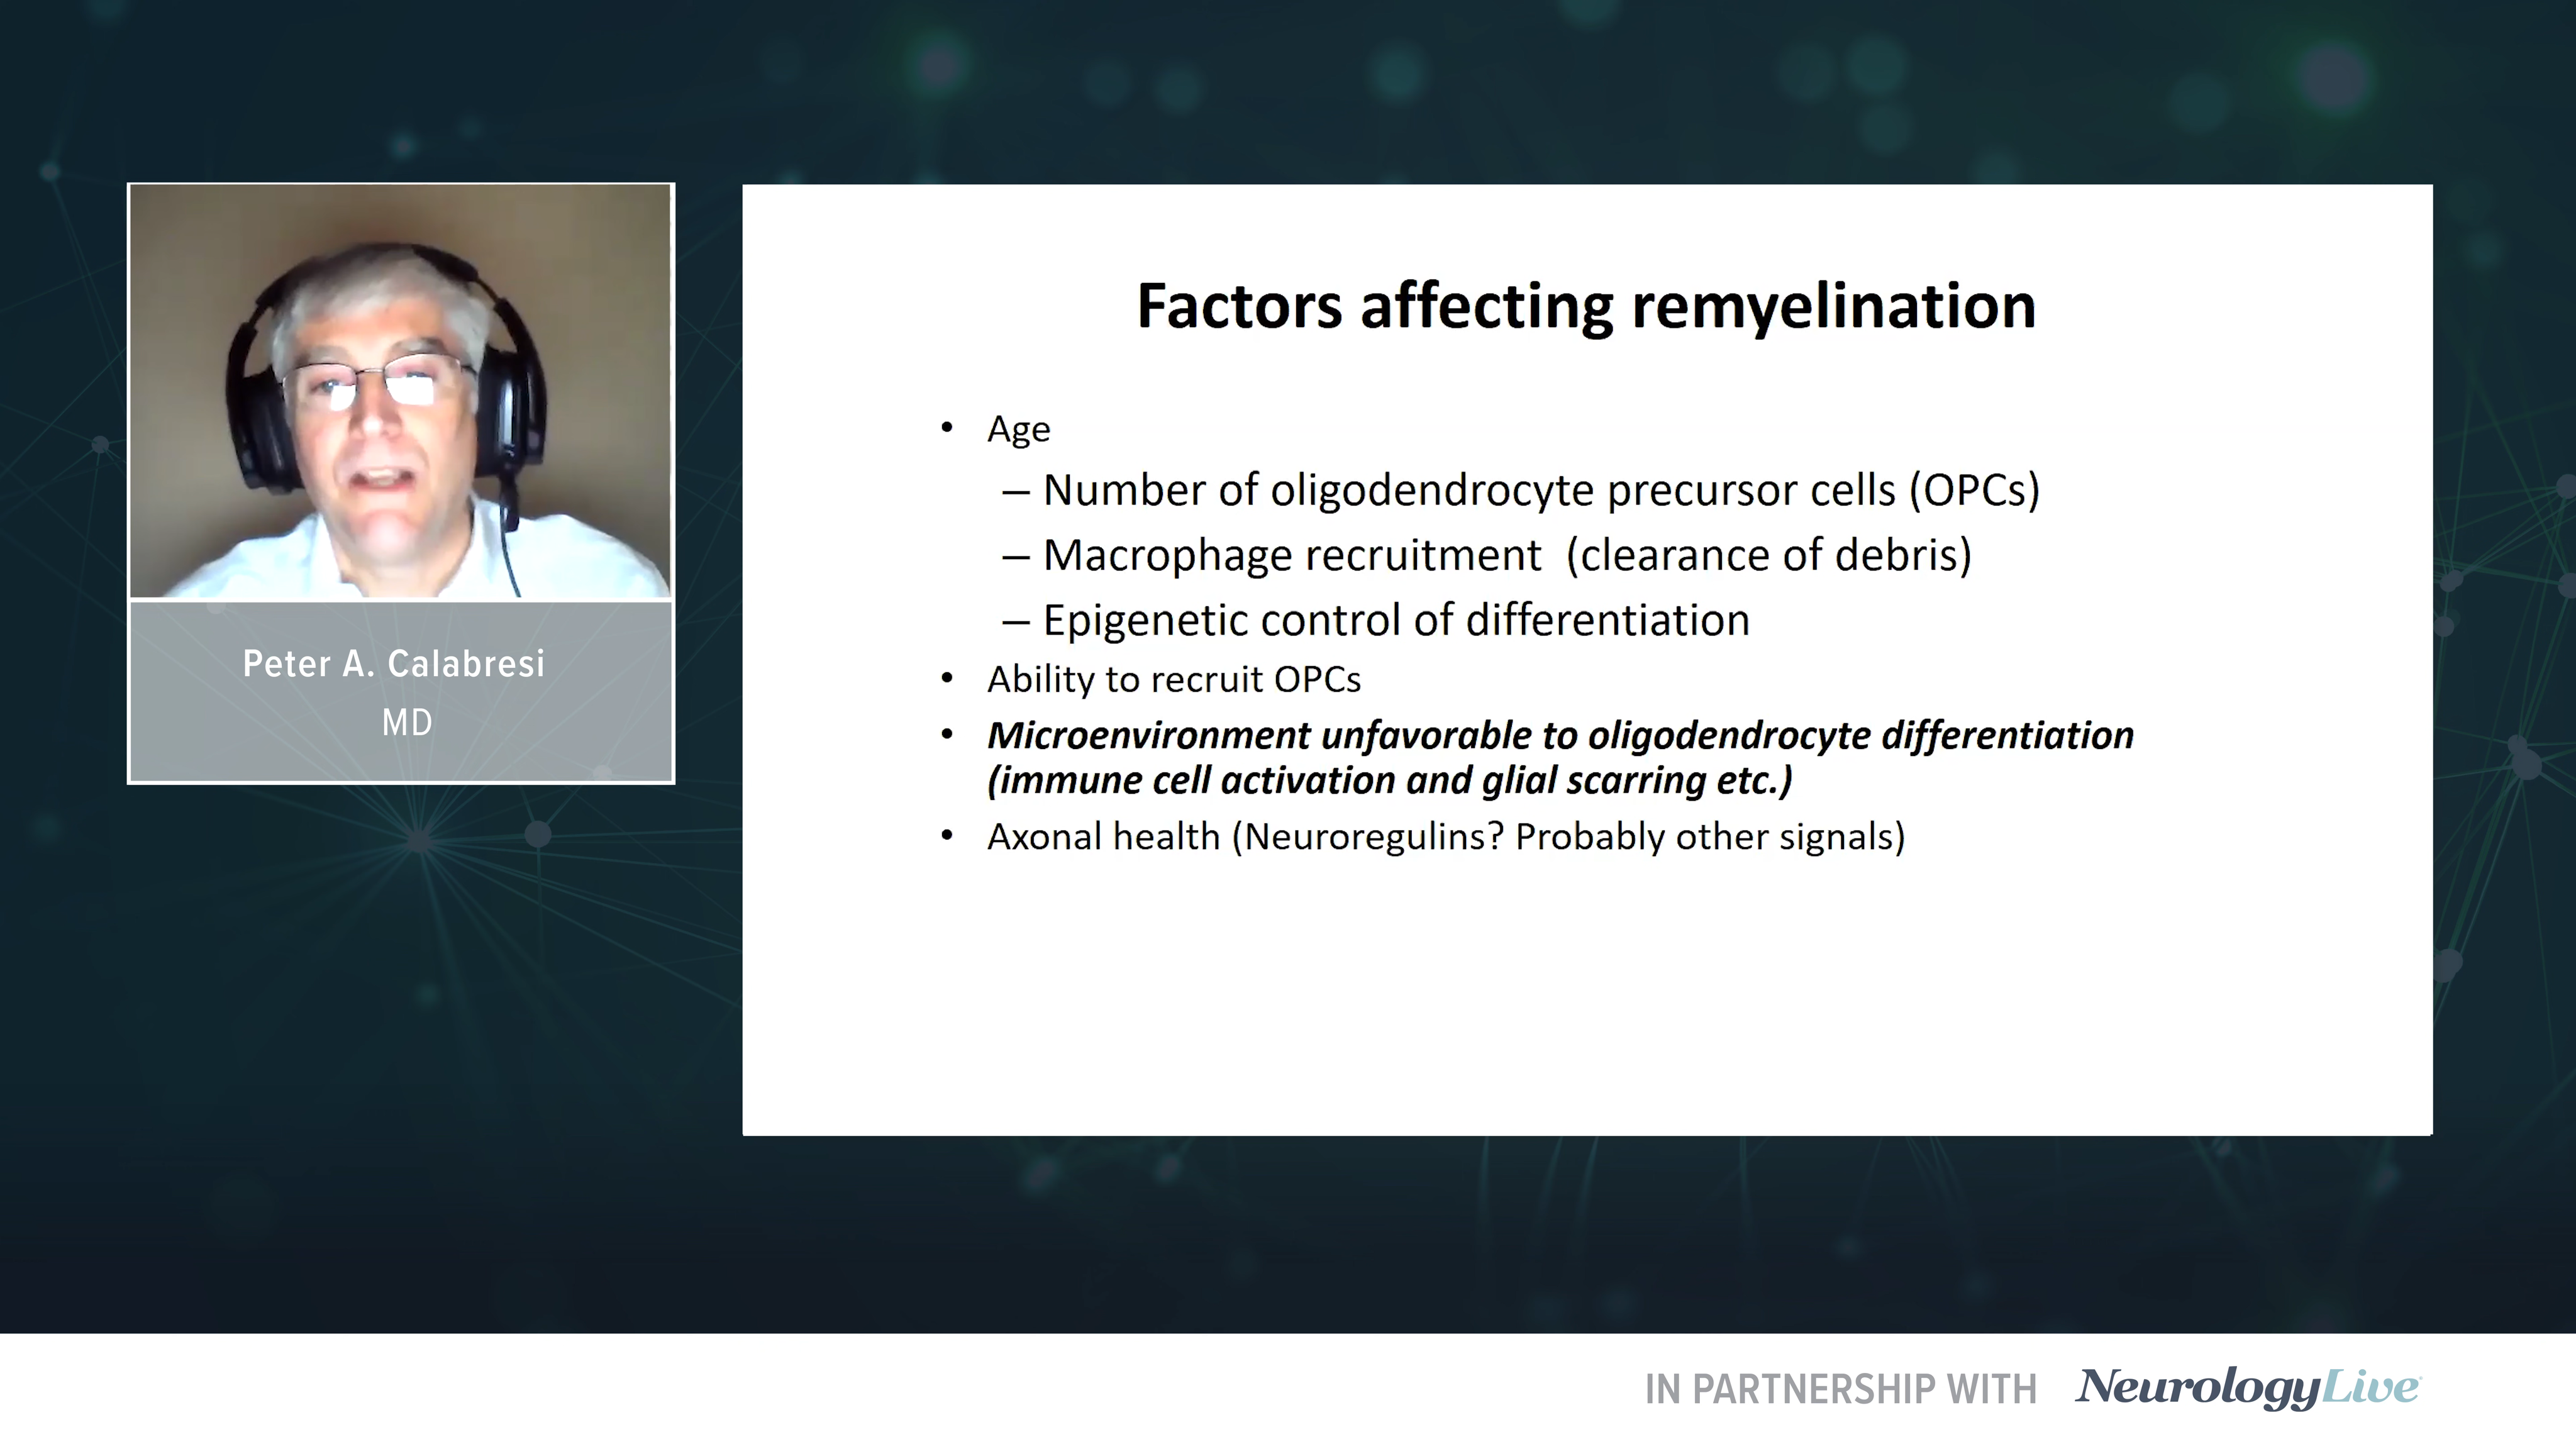 Peter A. Calabresi
MD
Factors affecting remyelination
• Age
– Number of oligodendrocyte precursor cells (OPCs)
– Macrophage recruitment (clearance of debris)
– Epigenetic control of differentiation
• Ability to recruit OPCs
• Microenvironment unfavorable to oligodendrocyte differentiation
(immune cell activation and glial scarring etc.)
• Axonal health (Neuroregulins? Probably other signals)
IN PARTNERSHIP WITH NeurologyLive